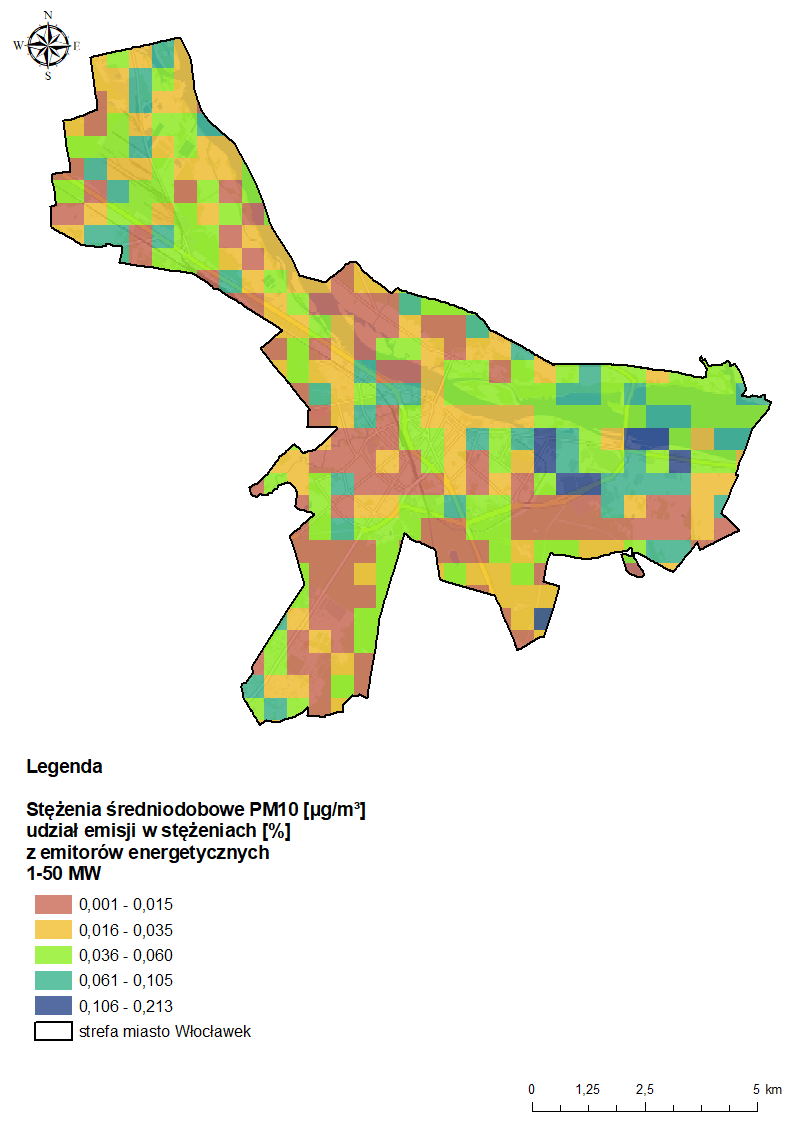 N
W E
S
Legenda
Stężenia średniodobowe PM10 [µg/m³]
udział emisji w stężeniach [%]
z emitorów energetycznych
1-50 MW
0,001 - 0,015
0,016 - 0,035
0,036 - 0,060
0,061 - 0,105
0,106 - 0,213
strefa miasto Włocławek
0 1,25 2,5 5 km